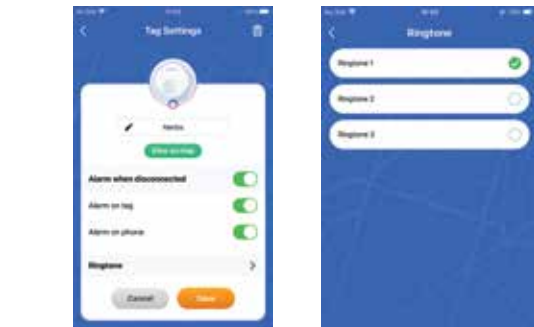 Tag Settings
View on map
Alarm when disconnected
Alarm on tag
Alarm on phone
Ringtone
Cancel
Save
Ringtone
Ringtone 1
Ringtone 2
Ringtone 3